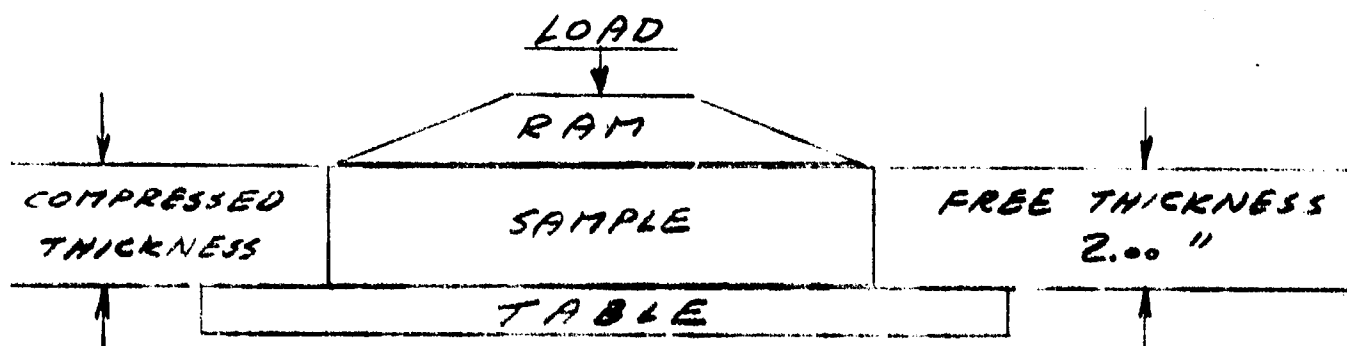 LOAD
RAM
COMPRESSED
THICKNESS
SAMPLE
FREE THICKNESS
2.00 "
TABLE